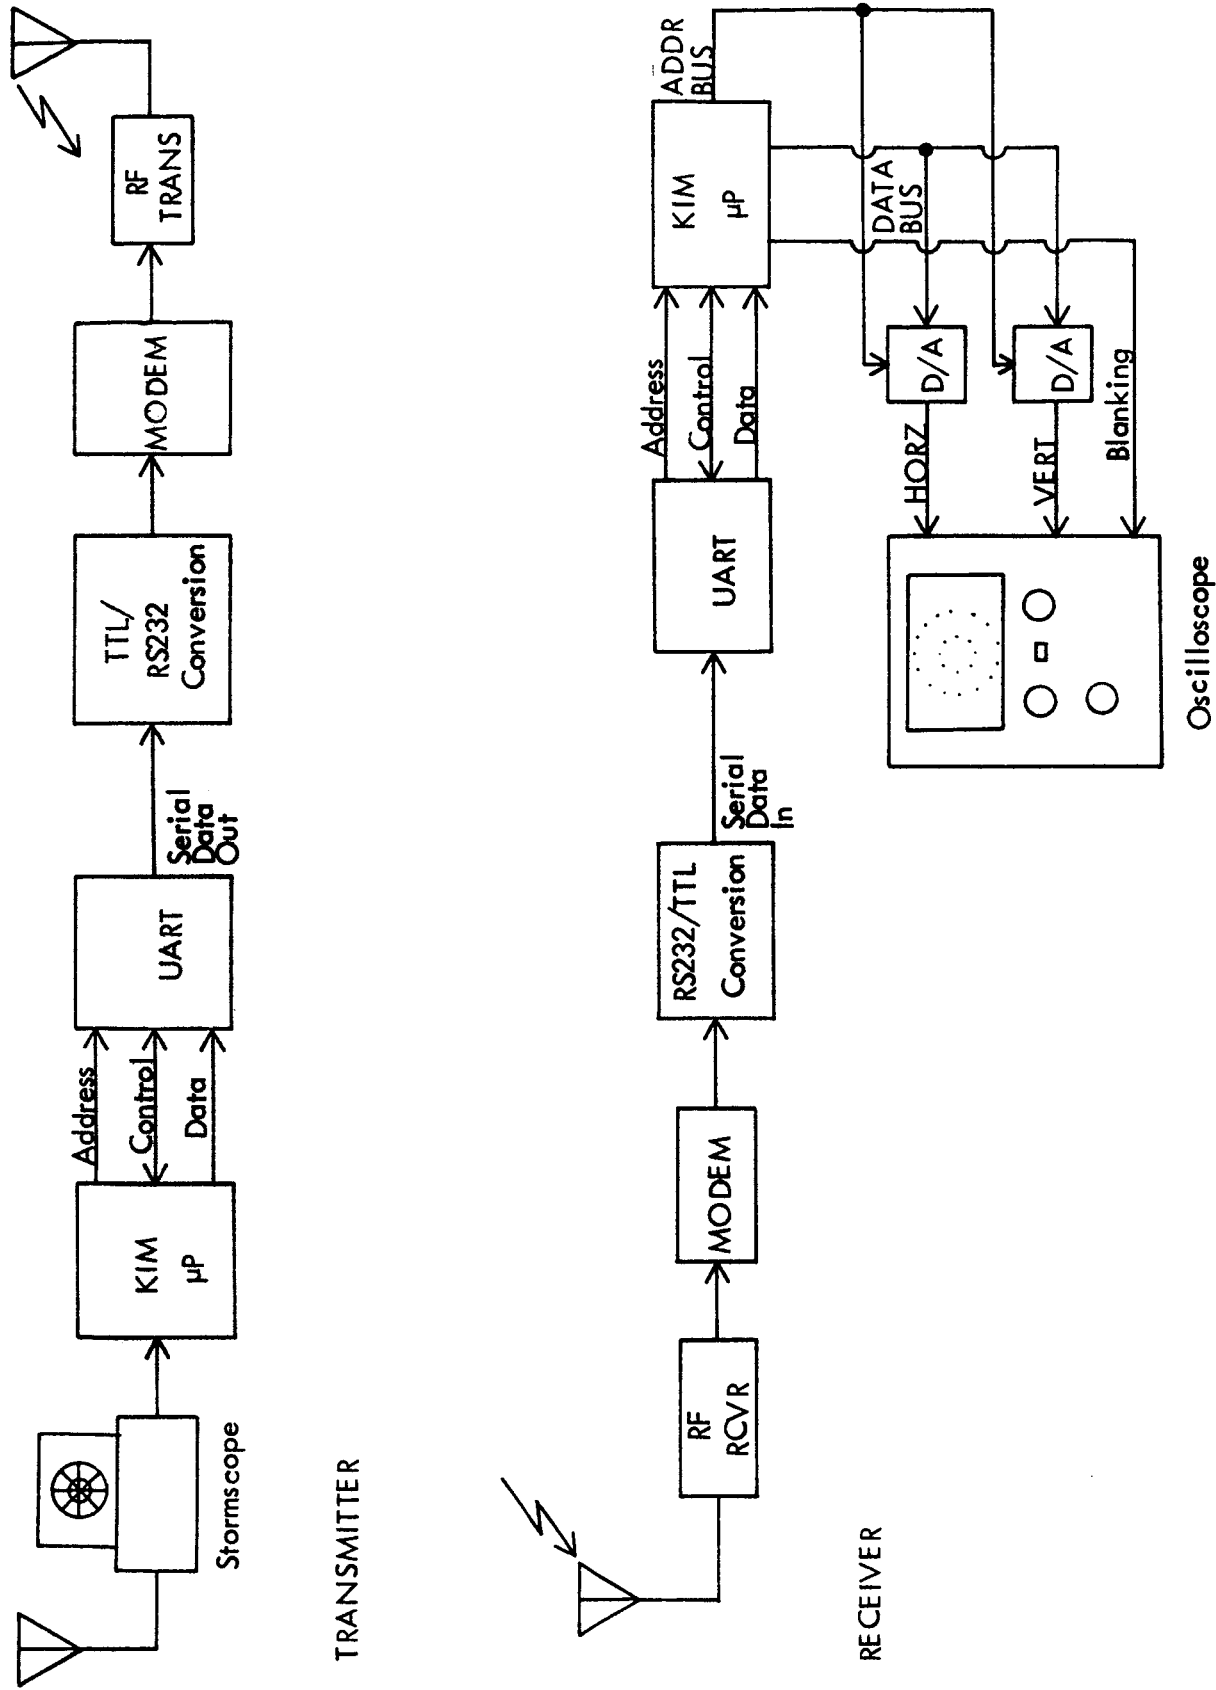 Stormscope
KIM
µP
Address
Control
Data
UART
Serial
Data
Out
TTL/
RS232
Conversion
MODEM
RF
TRANS
TRANSMITTER
RF
RCVR
MODEM
RS232/TTL
Conversion
Serial
Data
In
UART
Address
Control
Data
KIM
µP
ADDR
BUS
DATA
BUS
D/A
HORZ
D/A
VERT
Blanking
Oscilloscope
RECEIVER